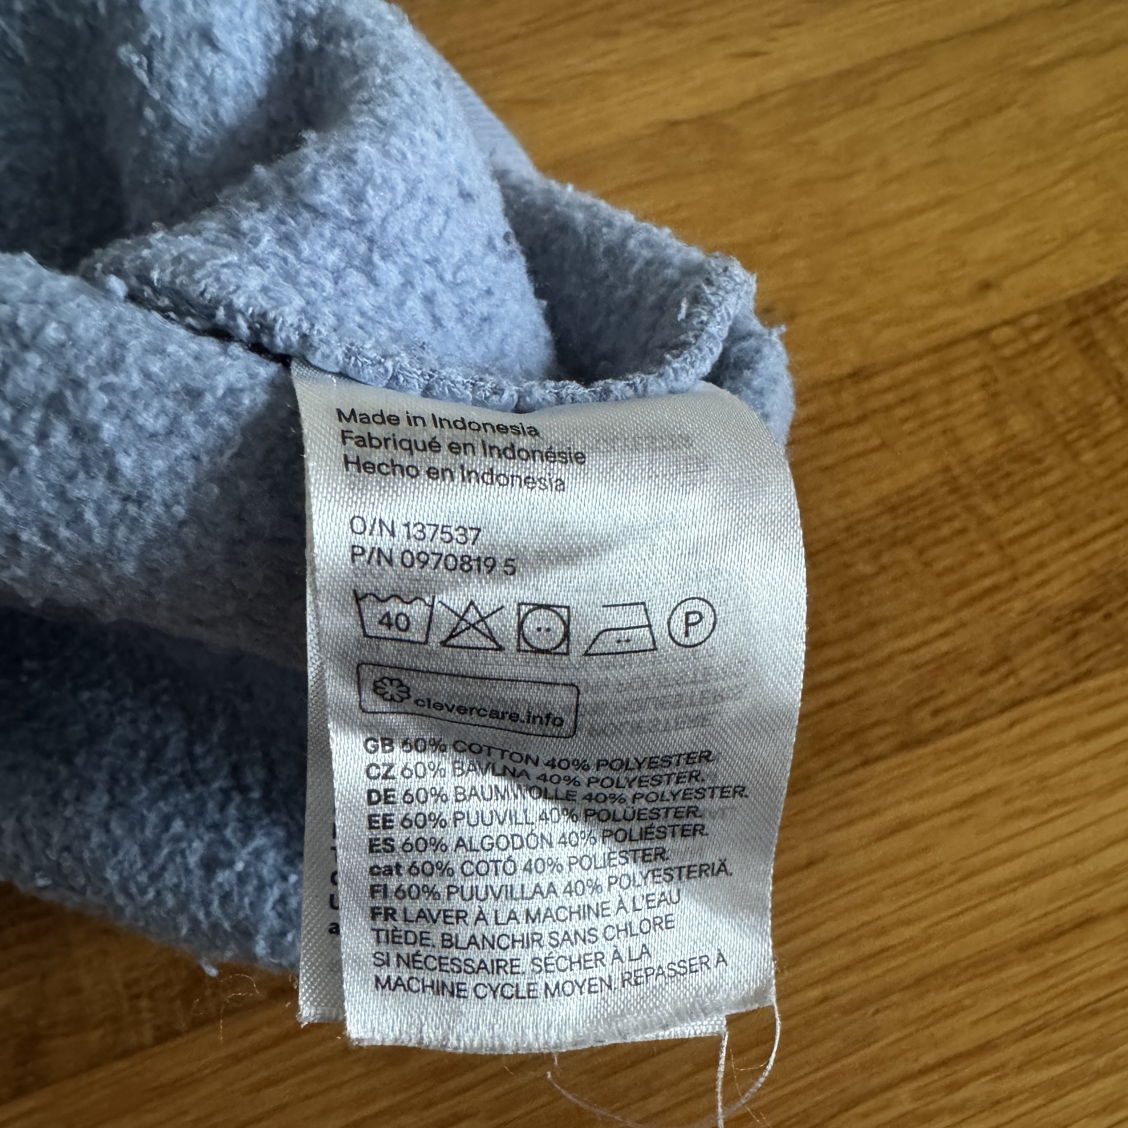 Made in Indonesia
Fabriqué en Indonésie
Hecho en Indonesia
O/N 137537
P/N 0970819 5
40 P
clevercare.info
GB 60% COTTON 40% POLYESTER.
CZ 60% BAVLNA 40% POLYESTER.
DE 60% BAUMWOLLE 40% POLYESTER.
EE 60% PUUVILL 40% POLÜESTER.
ES 60% ALGODÓN 40% POLIÉSTER.
cat 60% COTÓ 40% POLIÈSTER.
FI 60% PUUVILLAA 40% POLYESTERIÄ.
FR LAVER À LA MACHINE À L'EAU
TIÈDE. BLANCHIR SANS CHLORE
SI NÉCESSAIRE. SÉCHER À LA
MACHINE CYCLE MOYEN. REPASSER À